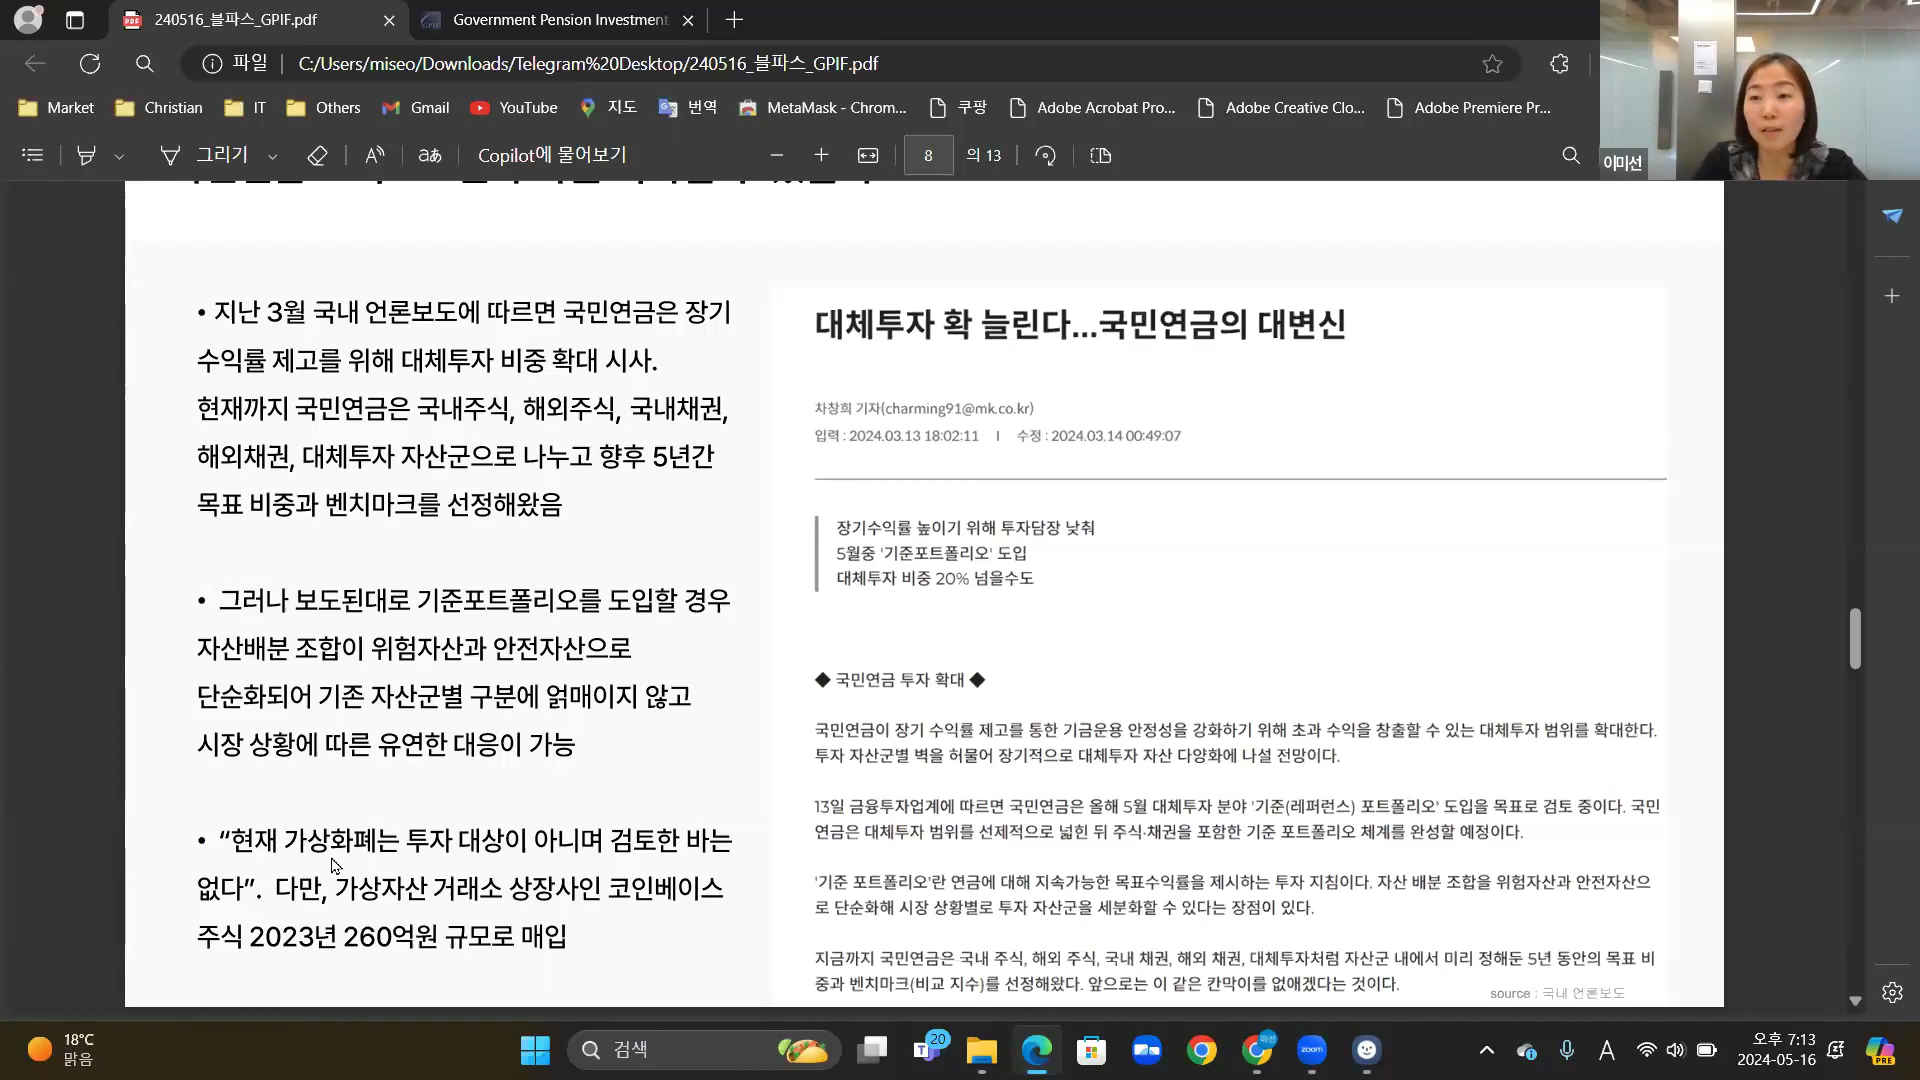 240516_블파스_GPIF.pdf
Government Pension Investment
파일
C:/Users/miseo/Downloads/Telegram%20Desktop/240516_블파스_GPIF.pdf
Market
Christian
IT
Others
Gmail
YouTube
지도
번역
MetaMask - Chrom...
쿠팡
Adobe Acrobat Pro...
Adobe Creative Clo...
Adobe Premiere Pr...
그리기
Copilot에 물어보기
8 의 13
이미선
• 지난 3월 국내 언론보도에 따르면 국민연금은 장기
수익률 제고를 위해 대체투자 비중 확대 시사.
현재까지 국민연금은 국내주식, 해외주식, 국내채권,
해외채권, 대체투자 자산군으로 나누고 향후 5년간
목표 비중과 벤치마크를 선정해왔음
• 그러나 보도된대로 기준포트폴리오를 도입할 경우
자산배분 조합이 위험자산과 안전자산으로
단순화되어 기존 자산군별 구분에 얽매이지 않고
시장 상황에 따른 유연한 대응이 가능
• “현재 가상화폐는 투자 대상이 아니며 검토한 바는
없다”. 다만, 가상자산 거래소 상장사인 코인베이스
주식 2023년 260억원 규모로 매입
대체투자 확 늘린다...국민연금의 대변신
차창희 기자(charming91@mk.co.kr)
입력 : 2024.03.13 18:02:11 I 수정 : 2024.03.14 00:49:07
장기수익률 높이기 위해 투자담장 낮춰
5월중 '기준포트폴리오' 도입
대체투자 비중 20% 넘을수도
◆ 국민연금 투자 확대 ◆
국민연금이 장기 수익률 제고를 통한 기금운용 안정성을 강화하기 위해 초과 수익을 창출할 수 있는 대체투자 범위를 확대한다.
투자 자산군별 벽을 허물어 장기적으로 대체투자 자산 다양화에 나설 전망이다.
13일 금융투자업계에 따르면 국민연금은 올해 5월 대체투자 분야 '기준(레퍼런스) 포트폴리오' 도입을 목표로 검토 중이다. 국민
연금은 대체투자 범위를 선제적으로 넓힌 뒤 주식·채권을 포함한 기준 포트폴리오 체계를 완성할 예정이다.
'기준 포트폴리오'란 연금에 대해 지속가능한 목표수익률을 제시하는 투자 지침이다. 자산 배분 조합을 위험자산과 안전자산으
로 단순화해 시장 상황별로 투자 자산군을 세분화할 수 있다는 장점이 있다.
지금까지 국민연금은 국내 주식, 해외 주식, 국내 채권, 해외 채권, 대체투자처럼 자산군 내에서 미리 정해둔 5년 동안의 목표 비
중과 벤치마크(비교 지수)를 선정해왔다. 앞으로는 이 같은 칸막이를 없애겠다는 것이다.
source : 국내 언론보도
18°C
맑음
검색
20
zoom
A
오후 7:13
2024-05-16
PRE